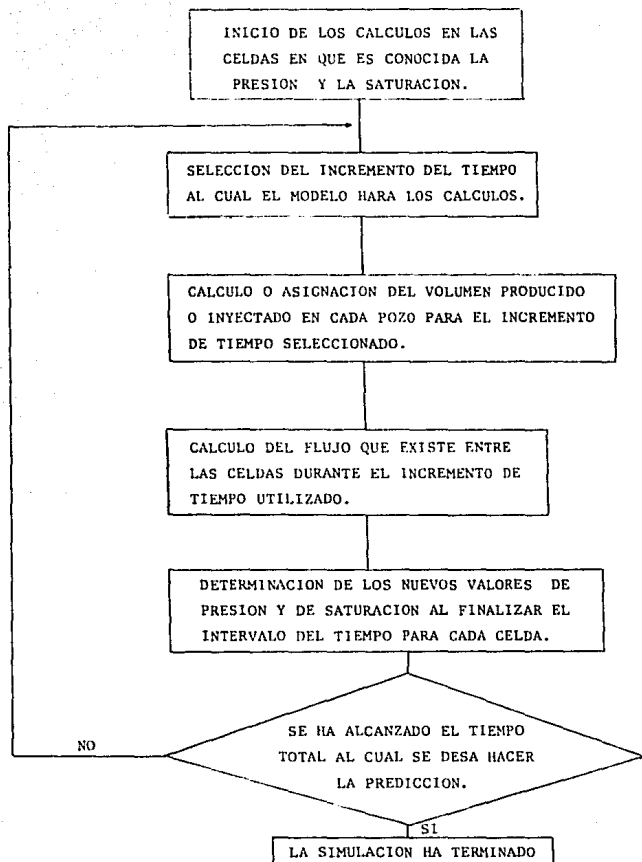 INICIO DE LOS CALCULOS EN LAS
CELDAS EN QUE ES CONOCIDA LA
PRESION Y LA SATURACION.
SELECCION DEL INCREMENTO DEL TIEMPO
AL CUAL EL MODELO HARA LOS CALCULOS.
CALCULO O ASIGNACION DEL VOLUMEN PRODUCIDO
O INYECTADO EN CADA POZO PARA EL INCREMENTO
DE TIEMPO SELECCIONADO.
CALCULO DEL FLUJO QUE EXISTE ENTRE
LAS CELDAS DURANTE EL INCREMENTO DE
TIEMPO UTILIZADO.
DETERMINACION DE LOS NUEVOS VALORES DE
PRESION Y DE SATURACION AL FINALIZAR EL
INTERVALO DEL TIEMPO PARA CADA CELDA.
SE HA ALCANZADO EL TIEMPO
TOTAL AL CUAL SE DESA HACER
LA PREDICCION.
NO
SI
LA SIMULACION HA TERMINADO